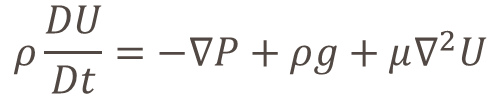 ρ DU/Dt = −∇P + ρg + μ∇²U